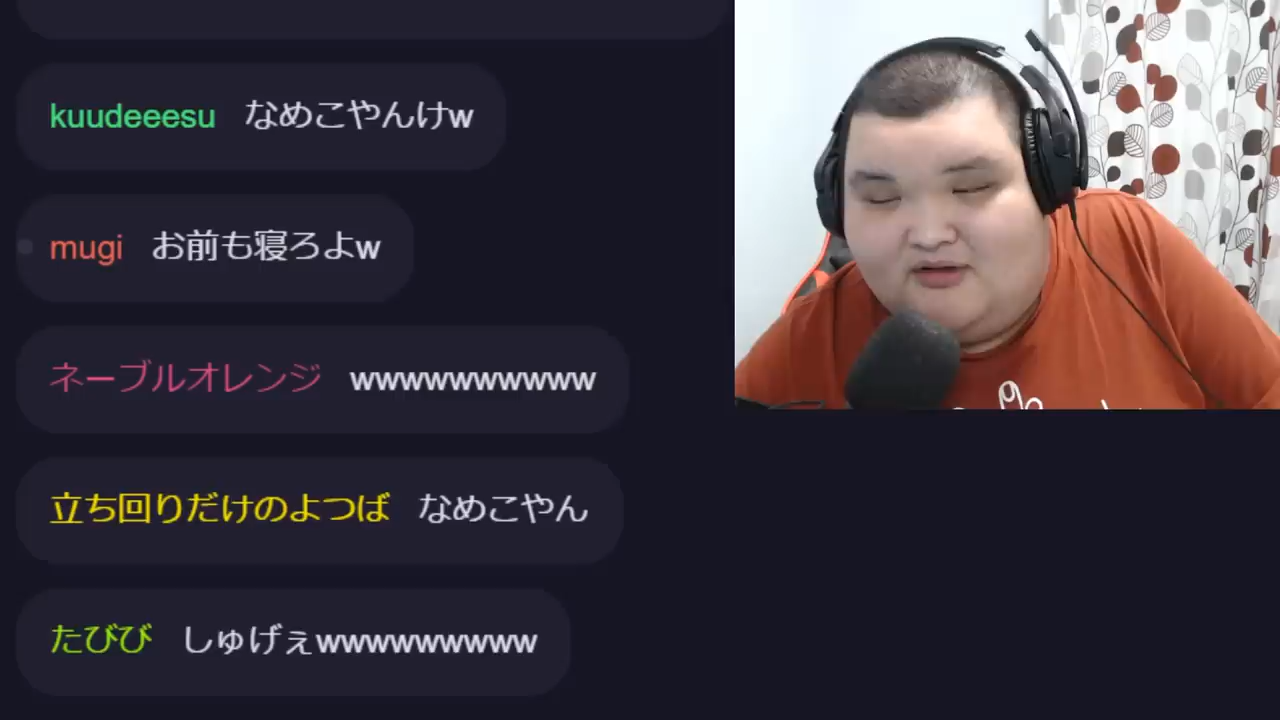 kuudeeesu なめこやんけw
mugi お前も寝ろよw
ネーブルオレンジ wwwwwwwwww
立ち回りだけのよつば なめこやん
たびび しゅげぇwwwwwwwww